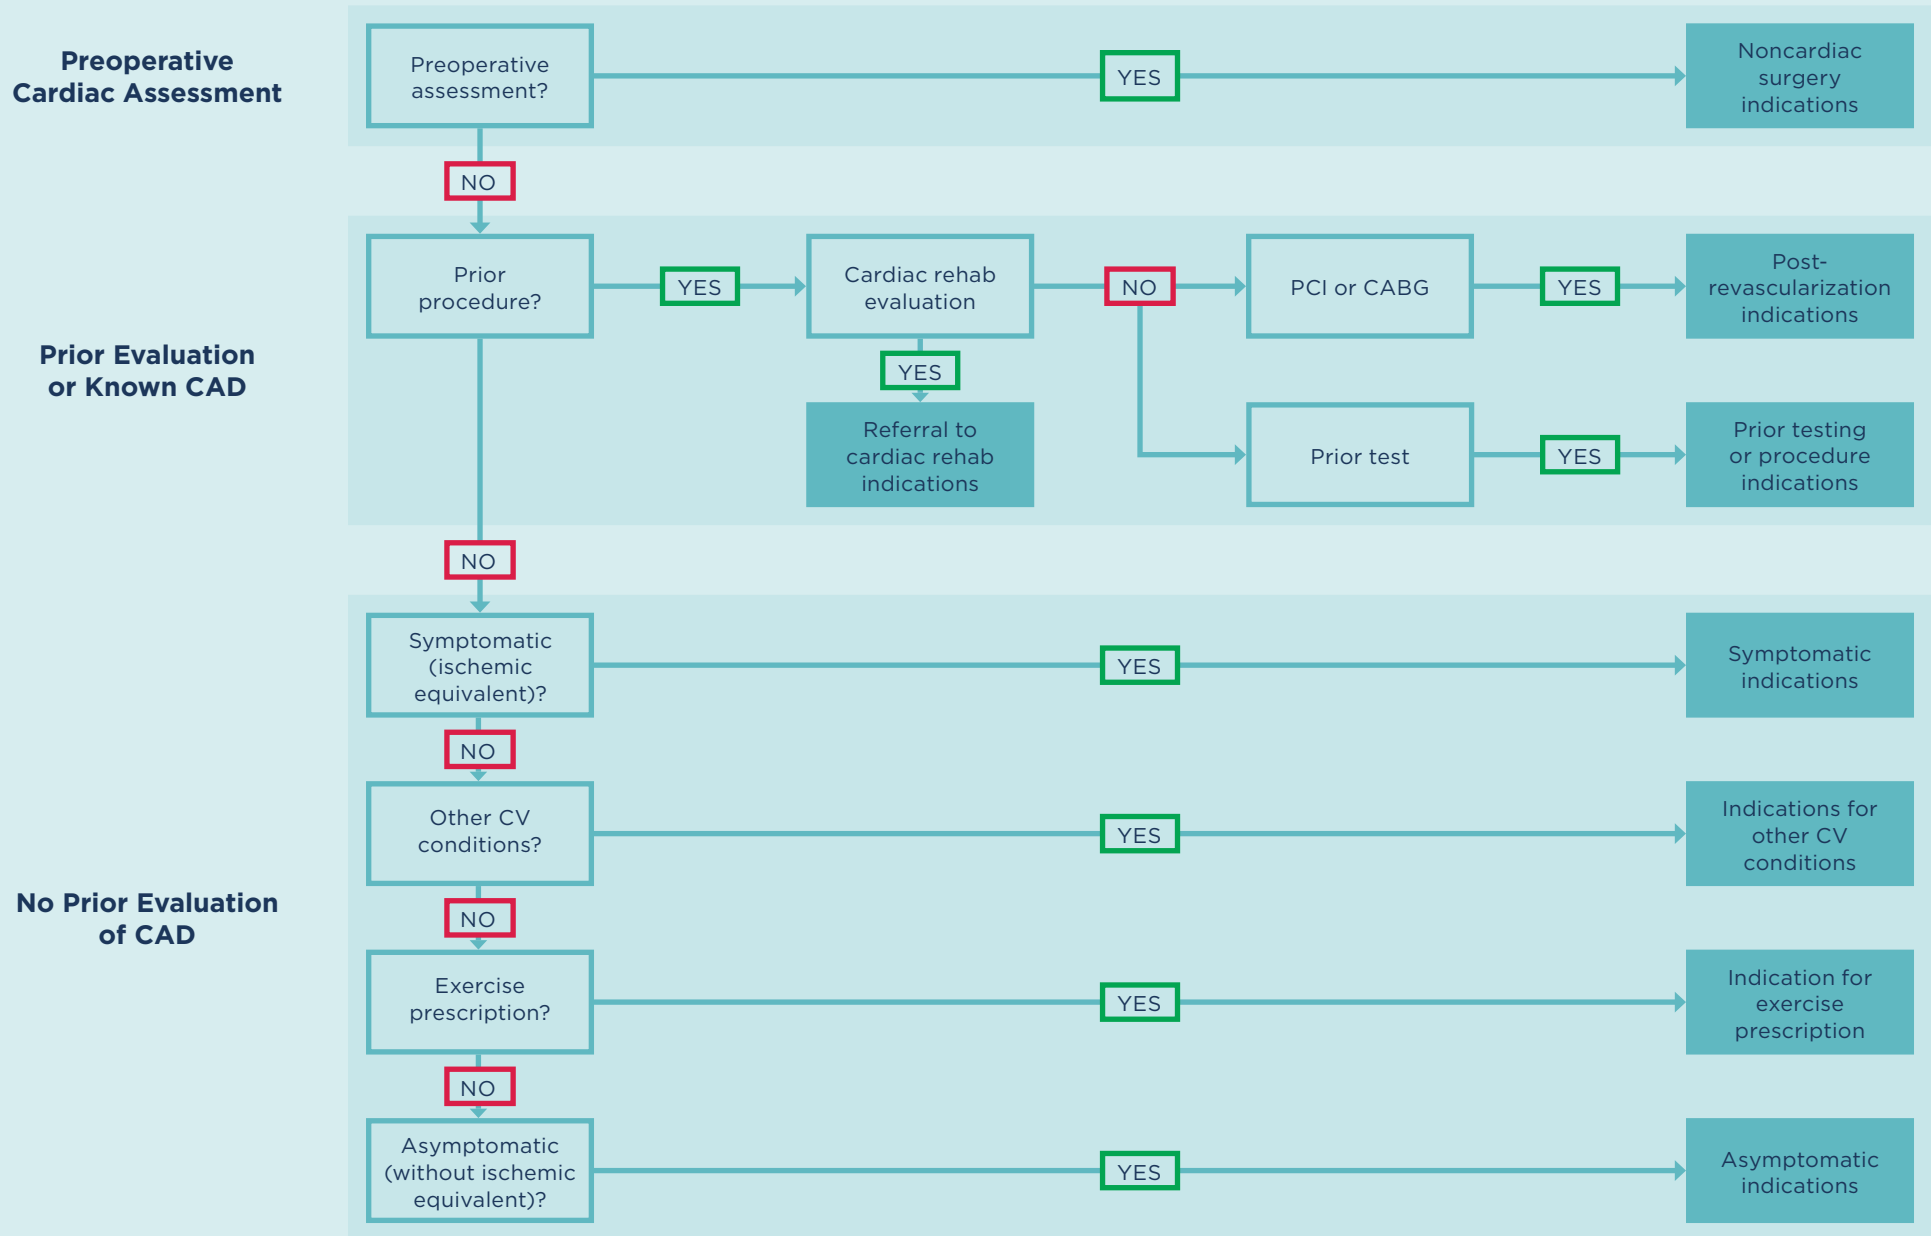 Preoperative
Cardiac Assessment
Preoperative
assessment?
YES
Noncardiac
surgery
indications
NO
Prior Evaluation
or Known CAD
Prior
procedure?
YES
Cardiac rehab
evaluation
NO
PCI or CABG
YES
Post-
revascularization
indications
YES
Referral to
cardiac rehab
indications
Prior test
YES
Prior testing
or procedure
indications
NO
No Prior Evaluation
of CAD
Symptomatic
(ischemic
equivalent)?
YES
Symptomatic
indications
NO
Other CV
conditions?
YES
Indications for
other CV
conditions
NO
Exercise
prescription?
YES
Indication for
exercise
prescription
NO
Asymptomatic
(without ischemic
equivalent)?
YES
Asymptomatic
indications